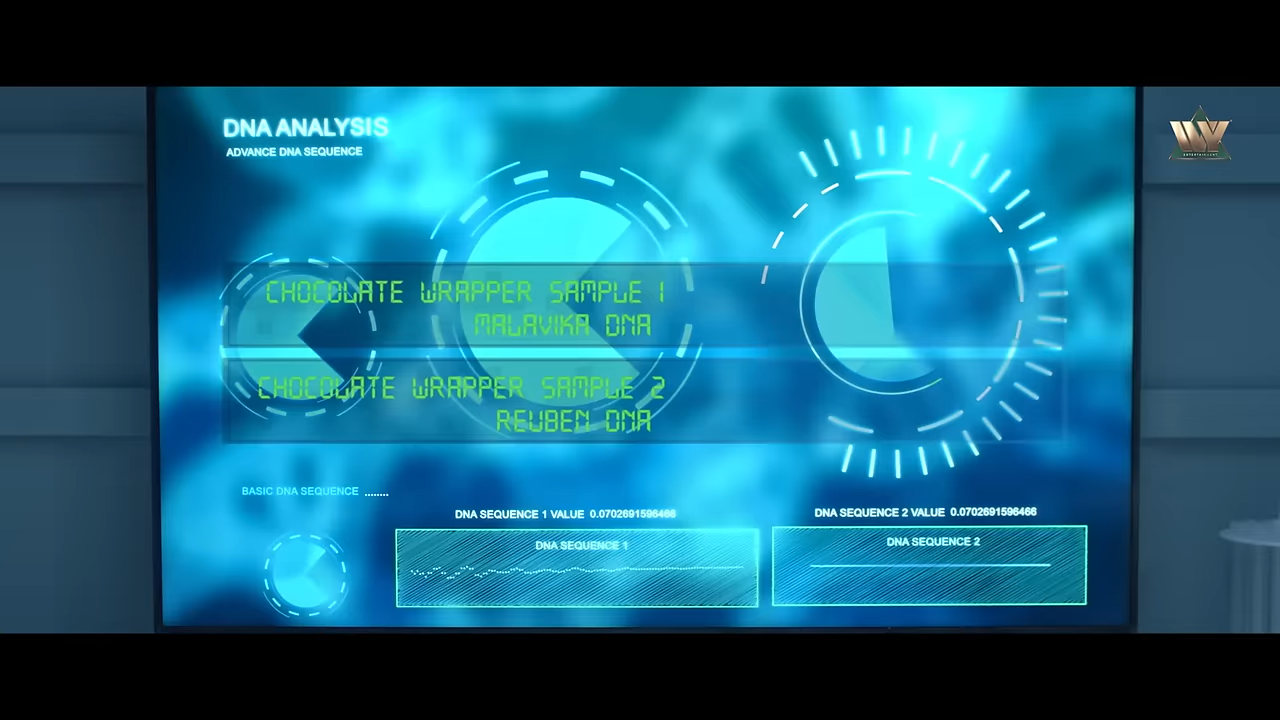 DNA ANALYSIS
ADVANCE DNA SEQUENCE
WY
ENTERTAINMENT
CHOCOLATE WRAPPER SAMPLE 1
MALAVIKA DNA
CHOCOLATE WRAPPER SAMPLE 2
REUBEN DNA
BASIC DNA SEQUENCE ........
DNA SEQUENCE 1 VALUE 0.0702691596466
DNA SEQUENCE 2 VALUE 0.0702691596466
DNA SEQUENCE 1
DNA SEQUENCE 2